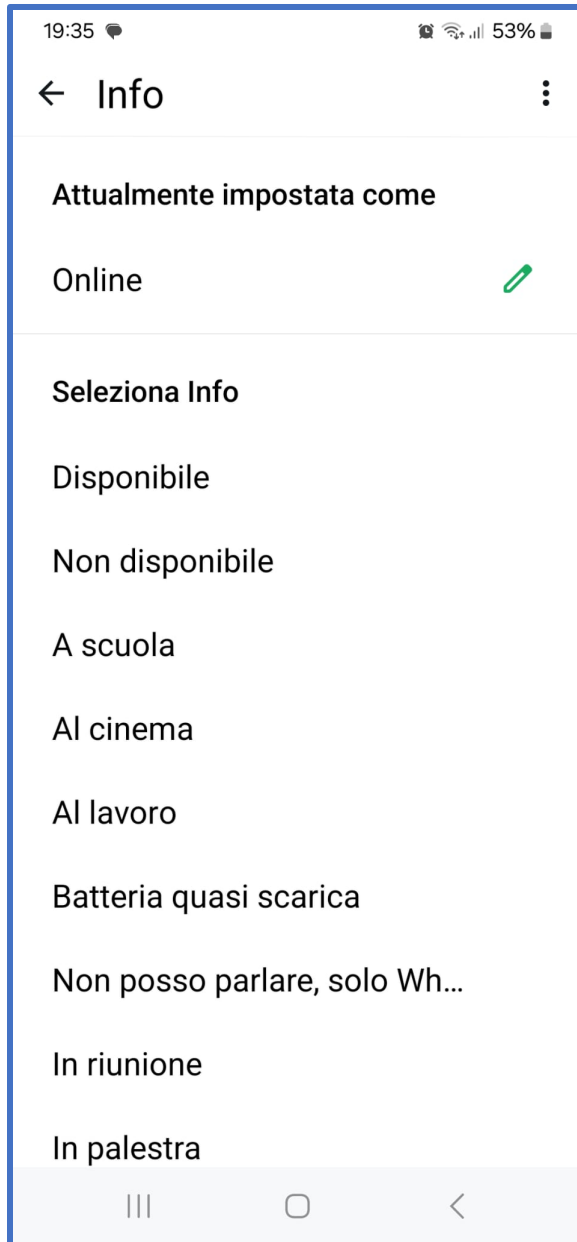 19:35
53%
Info
Attualmente impostata come
Online
Seleziona Info
Disponibile
Non disponibile
A scuola
Al cinema
Al lavoro
Batteria quasi scarica
Non posso parlare, solo Wh...
In riunione
In palestra